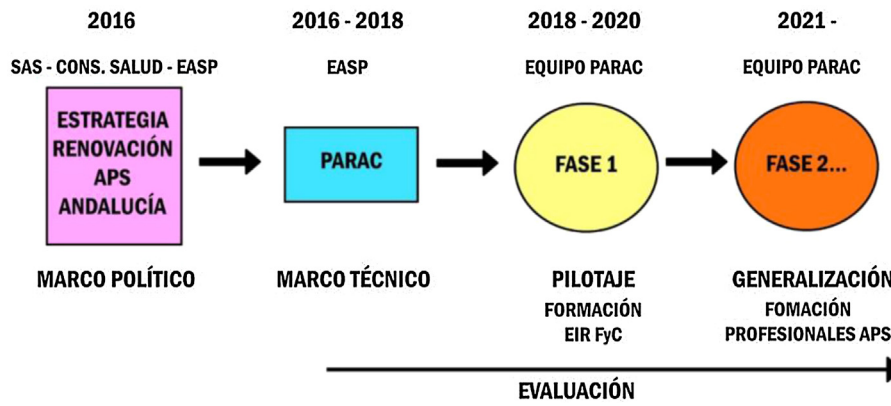 2016
2016 - 2018
2018 - 2020
2021 -
SAS - CONS. SALUD - EASP
EASP
EQUIPO PARAC
EQUIPO PARAC
ESTRATEGIA
RENOVACIÓN
APS
ANDALUCÍA
PARAC
FASE 1
FASE 2...
MARCO POLÍTICO
MARCO TÉCNICO
PILOTAJE
FORMACIÓN
EIR FyC
GENERALIZACIÓN
FOMACIÓN
PROFESIONALES APS
EVALUACIÓN